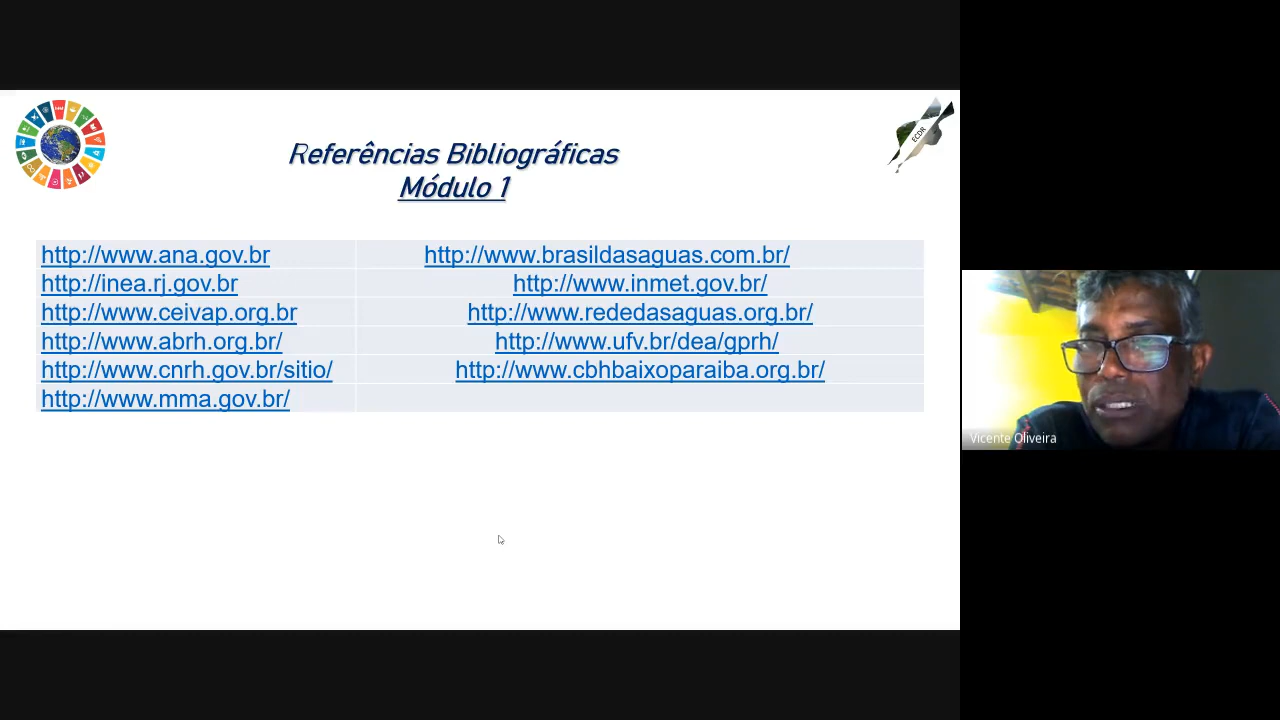 Referências Bibliográficas
Módulo 1
ECDR
http://www.ana.gov.br http://www.brasildasaguas.com.br/
http://inea.rj.gov.br http://www.inmet.gov.br/
http://www.ceivap.org.br http://www.rededasaguas.org.br/
http://www.abrh.org.br/ http://www.ufv.br/dea/gprh/
http://www.cnrh.gov.br/sitio/ http://www.cbhbaixoparaiba.org.br/
http://www.mma.gov.br/
Vicente Oliveira